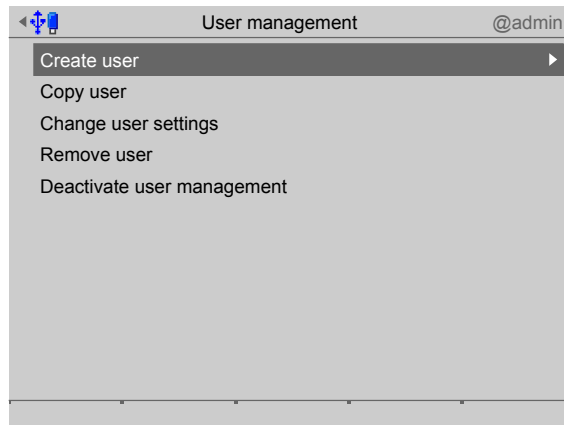 User management @admin
Create user
Copy user
Change user settings
Remove user
Deactivate user management